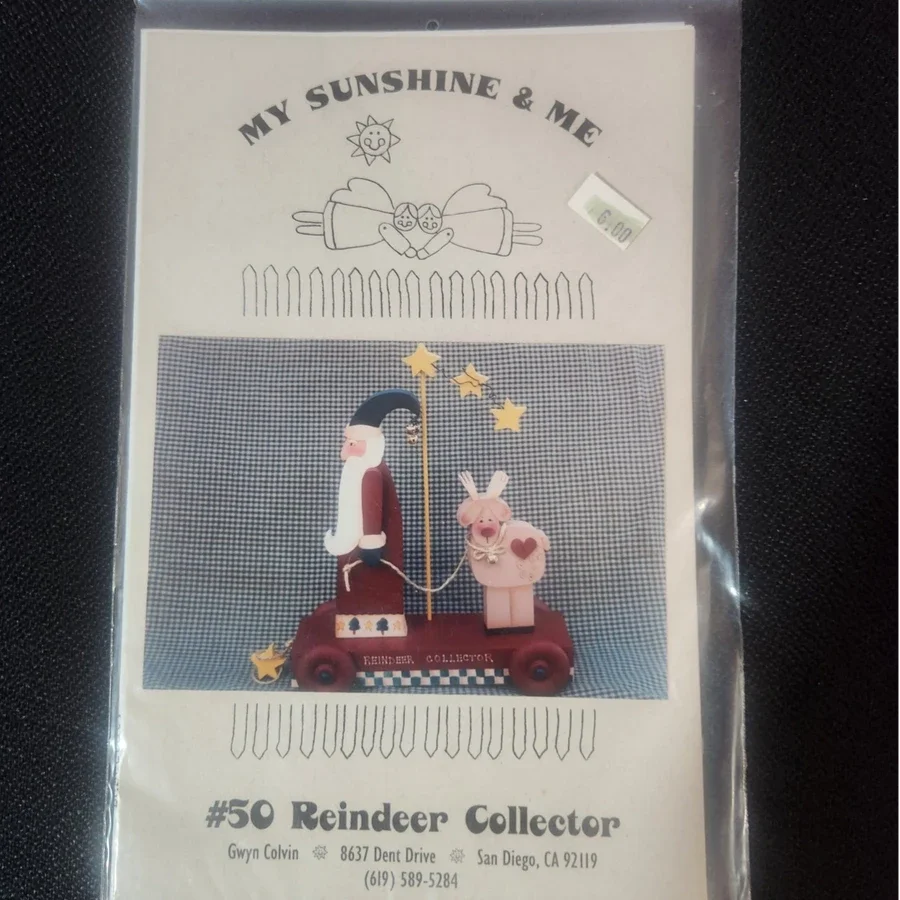 MY SUNSHINE & ME
6.00
REINDEER COLLECTOR
#50 Reindeer Collector
Gwyn Colvin 8637 Dent Drive San Diego, CA 92119
(619) 589-5284